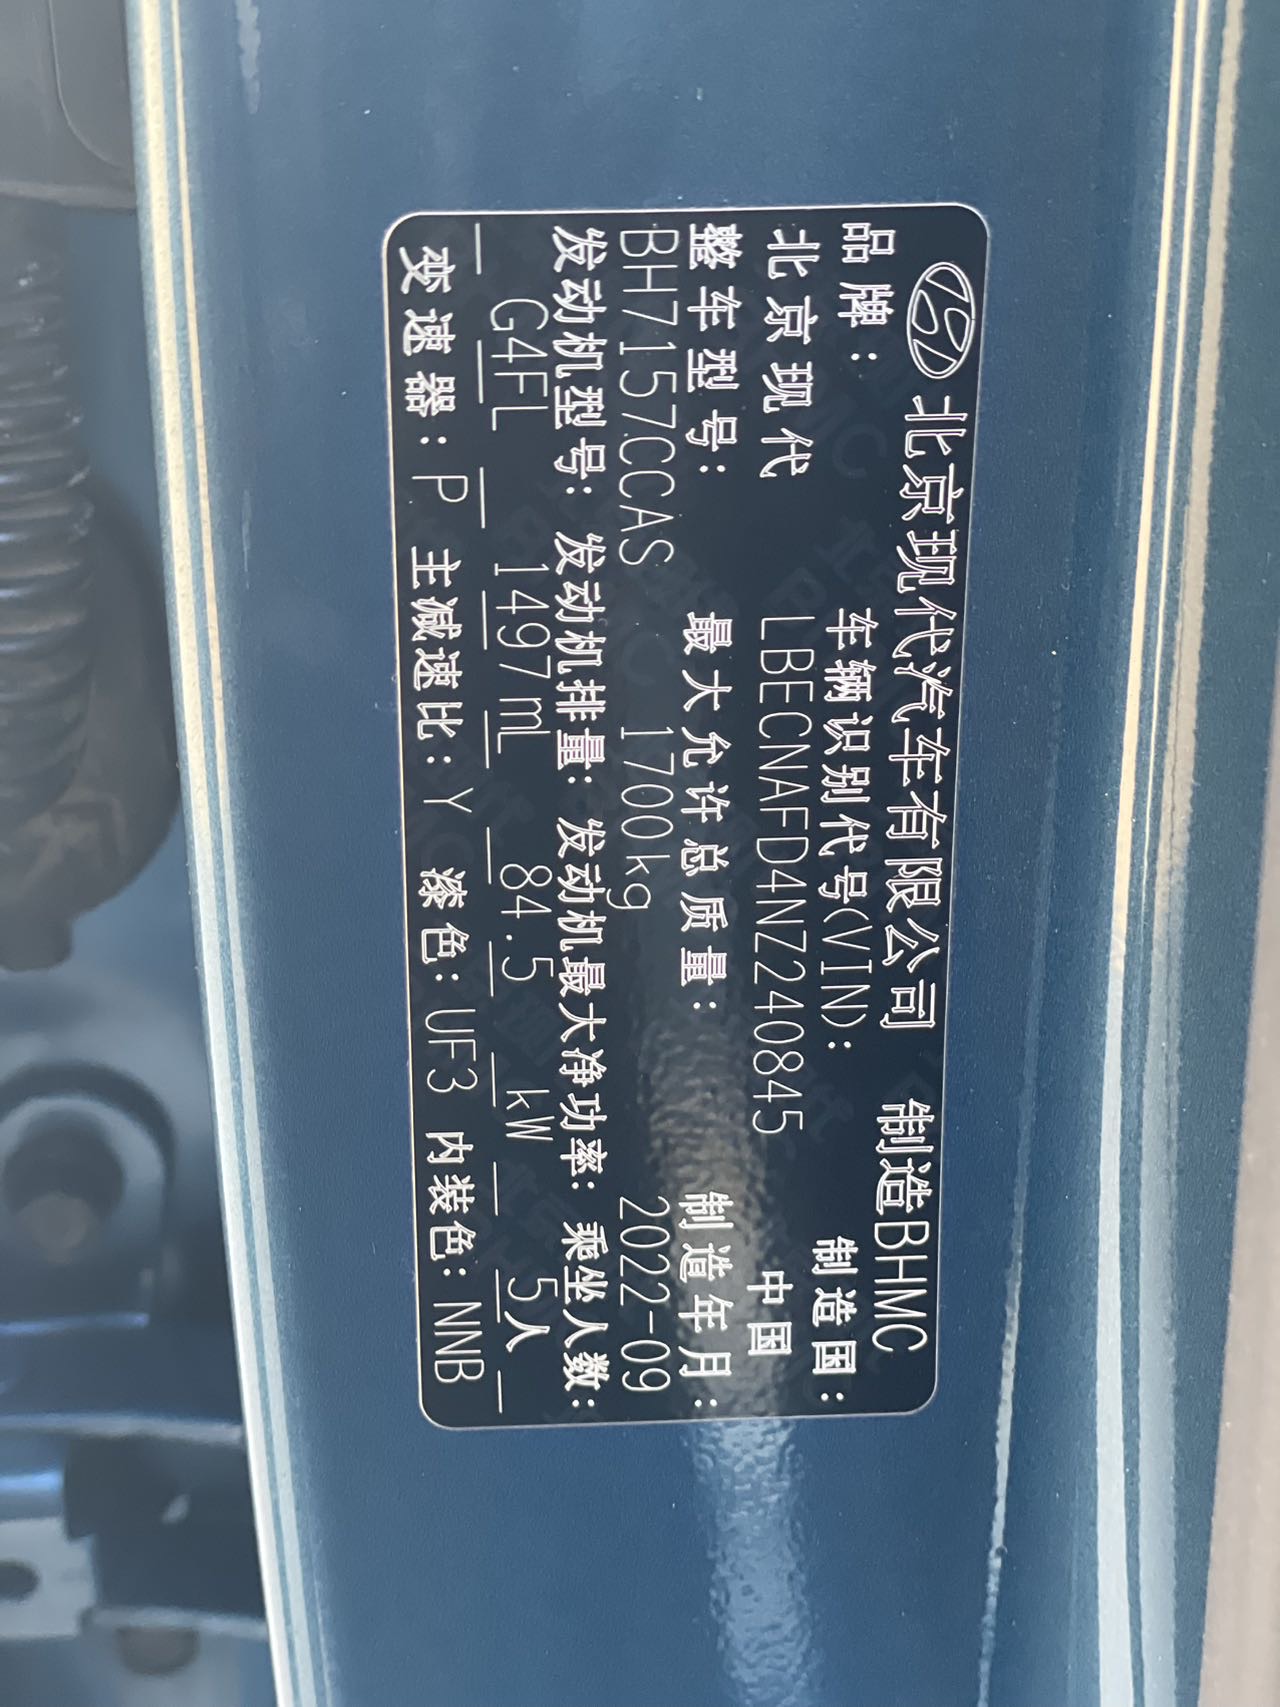 北京现代汽车有限公司 制造BHMC
品牌: 车辆识别代号(VIN): 制造国:
北京现代 LBECNAFD4NZ240845 中国
整车型号: 最大允许总质量: 制造年月:
BH7157CCAS 1700kg 2022-09
发动机型号: 发动机排量: 发动机最大净功率: 乘坐人数:
G4FL 1497mL 84.5 kW 5人
变速器: P 主减速比: Y 漆色: UF3 内装色: NNB